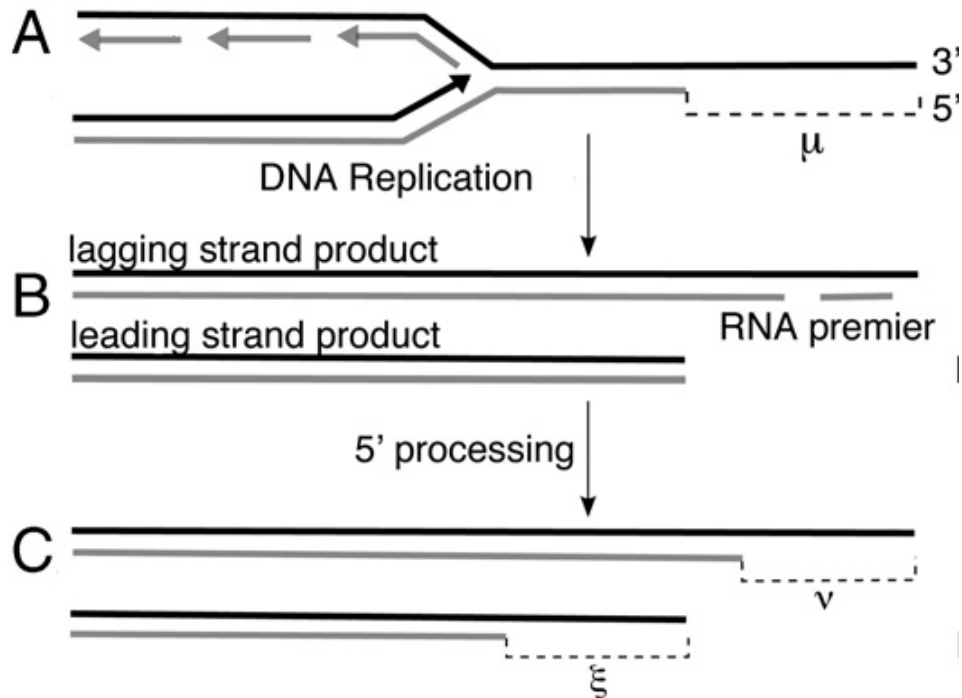 A
3'
5'
μ
DNA Replication
lagging strand product
B
RNA premier
leading strand product
5' processing
C
ν
ξ